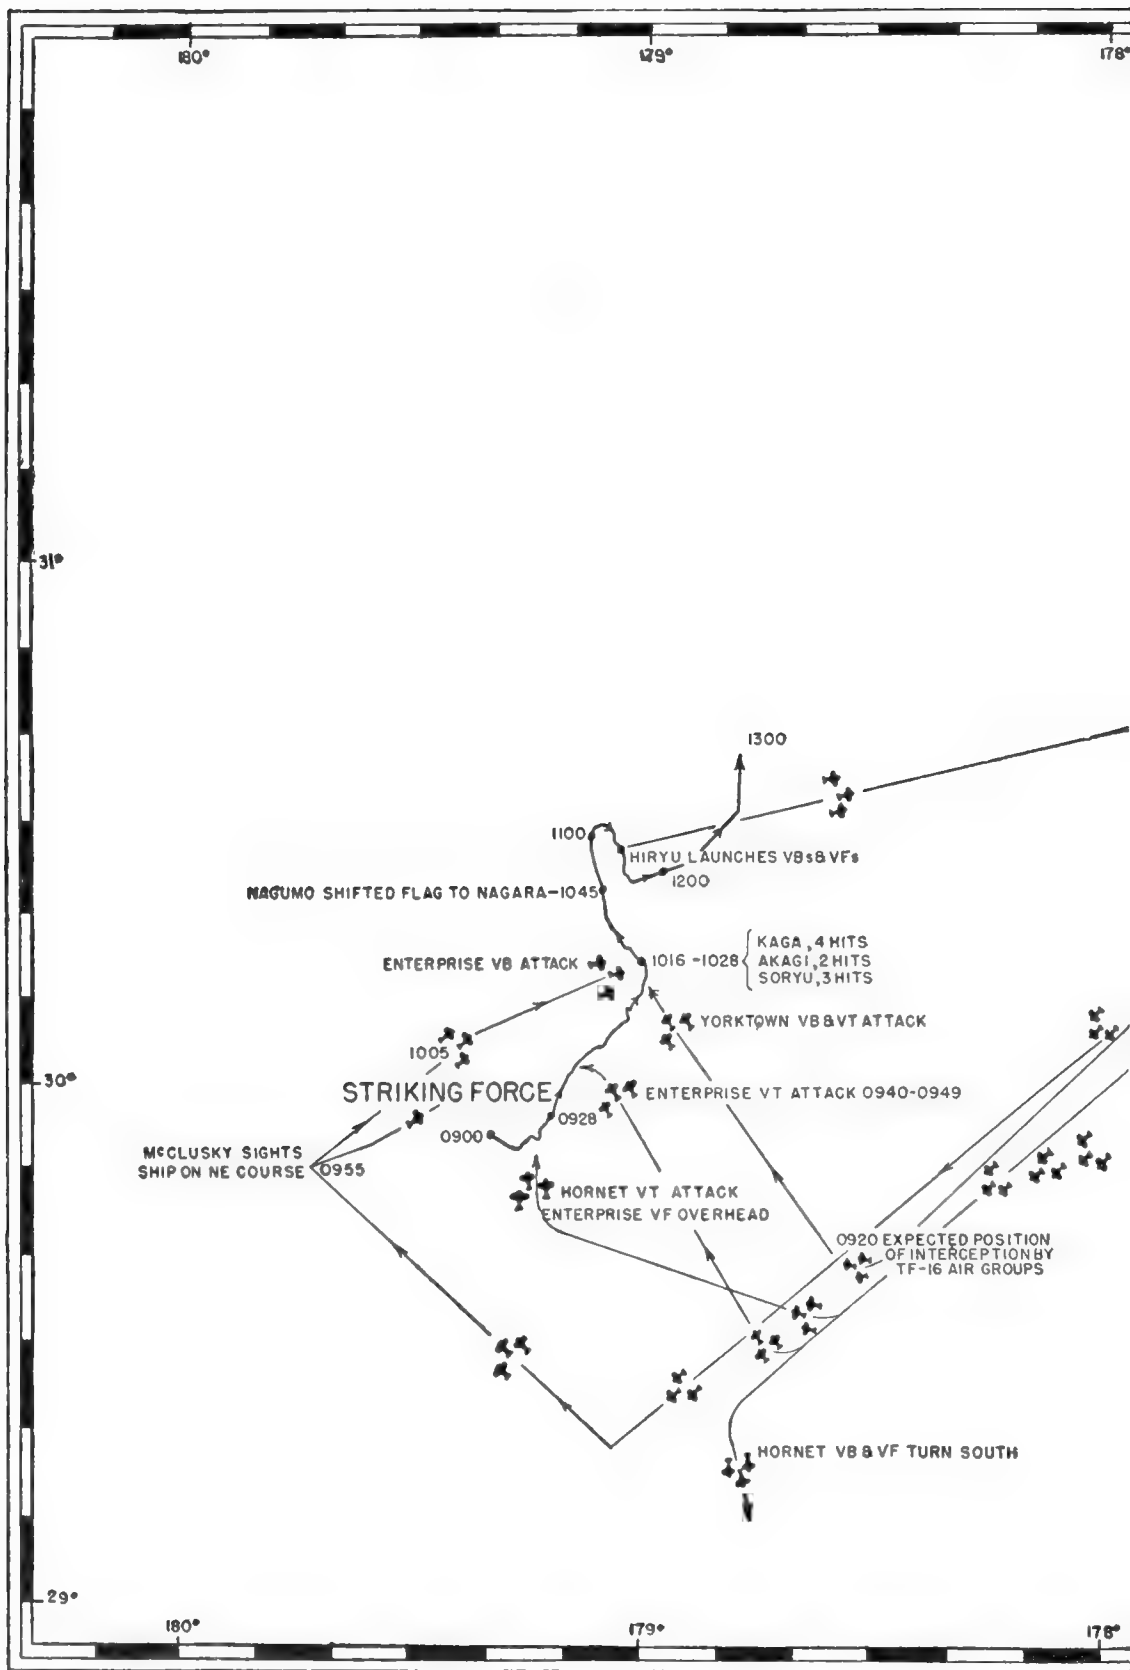 180°
179°
178°
31°
1300
1100
HIRYU LAUNCHES VBs & VFs
1200
NAGUMO SHIFTED FLAG TO NAGARA-1045
1016-1028
KAGA, 4 HITS
AKAGI, 2 HITS
SORYU, 3 HITS
ENTERPRISE VB ATTACK
YORKTOWN VB & VT ATTACK
1005
30°
STRIKING FORCE
ENTERPRISE VT ATTACK 0940-0949
0928
0900
McCLUSKY SIGHTS
SHIP ON NE COURSE
0955
HORNET VT ATTACK
ENTERPRISE VF OVERHEAD
0920 EXPECTED POSITION
OF INTERCEPTION BY
TF-16 AIR GROUPS
HORNET VB & VF TURN SOUTH
29°
180°
179°
178°